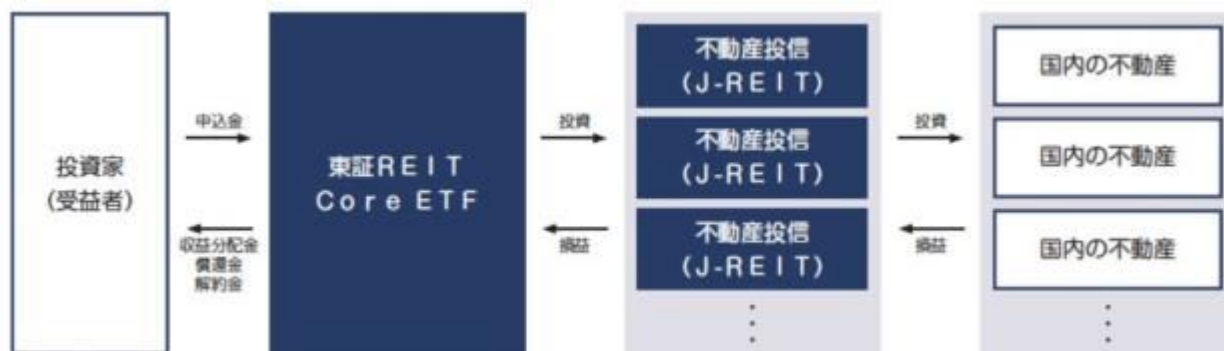 投資家
(受益者)
申込金
収益分配金
償還金
解約金
東証REIT
Core ETF
投資
損益
不動産投信
(J-REIT)
不動産投信
(J-REIT)
不動産投信
(J-REIT)
投資
損益
国内の不動産
国内の不動産
国内の不動産